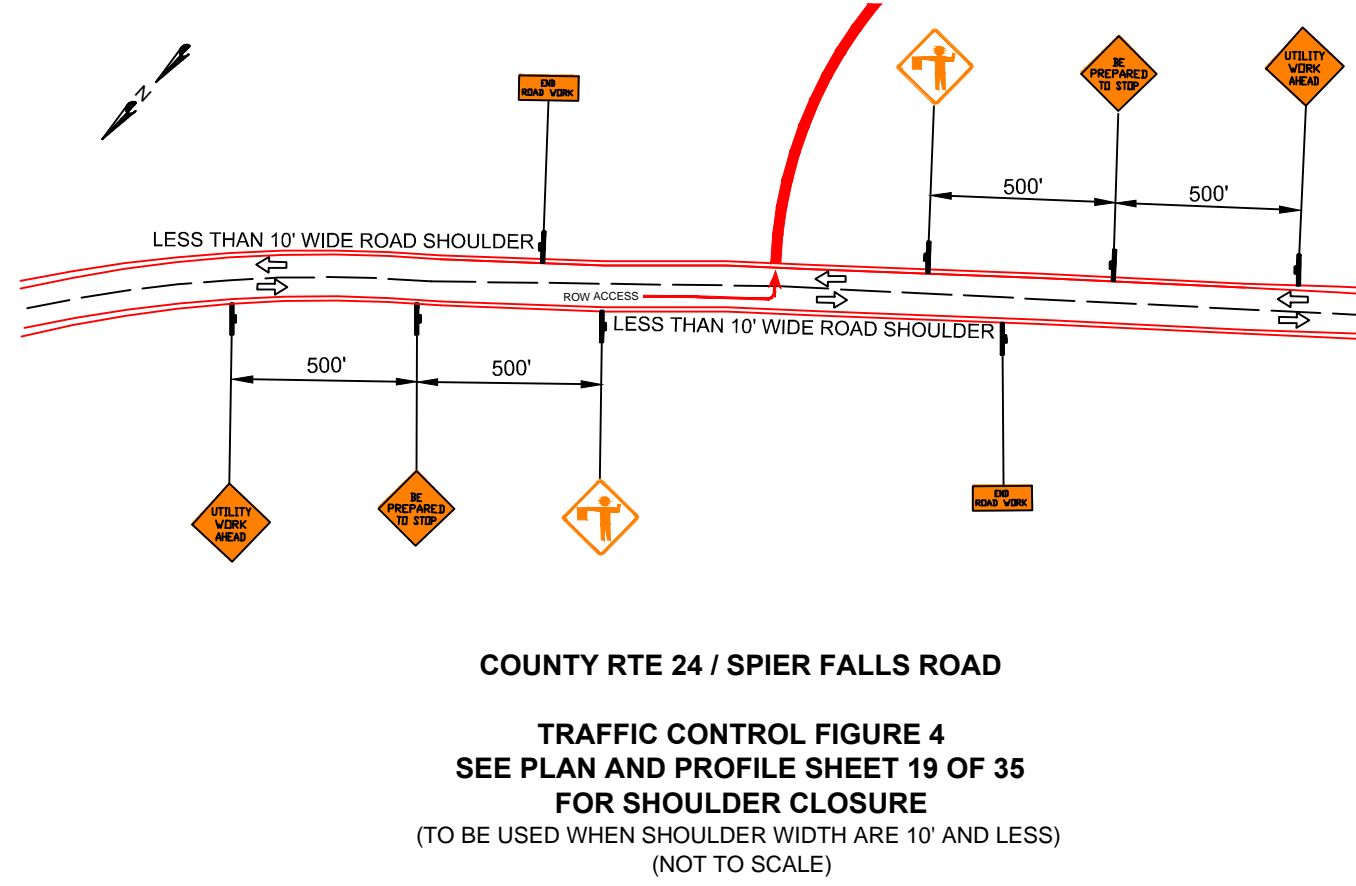 N
END
ROAD WORK
BE
PREPARED
TO STOP
UTILITY
WORK
AHEAD
500'
500'
LESS THAN 10' WIDE ROAD SHOULDER
ROW ACCESS
LESS THAN 10' WIDE ROAD SHOULDER
500'
500'
UTILITY
WORK
AHEAD
BE
PREPARED
TO STOP
END
ROAD WORK
COUNTY RTE 24 / SPIER FALLS ROAD
TRAFFIC CONTROL FIGURE 4
SEE PLAN AND PROFILE SHEET 19 OF 35
FOR SHOULDER CLOSURE
(TO BE USED WHEN SHOULDER WIDTH ARE 10' AND LESS)
(NOT TO SCALE)